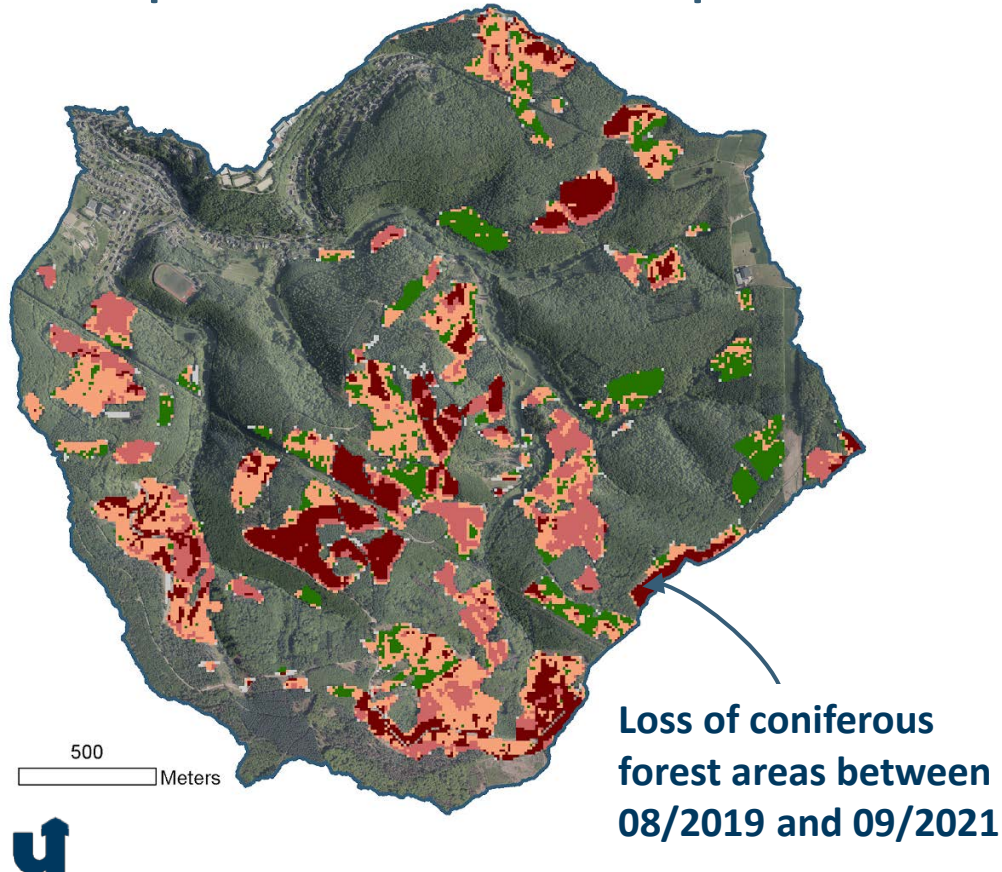 500
Meters
Loss of coniferous
forest areas between
08/2019 and 09/2021
u